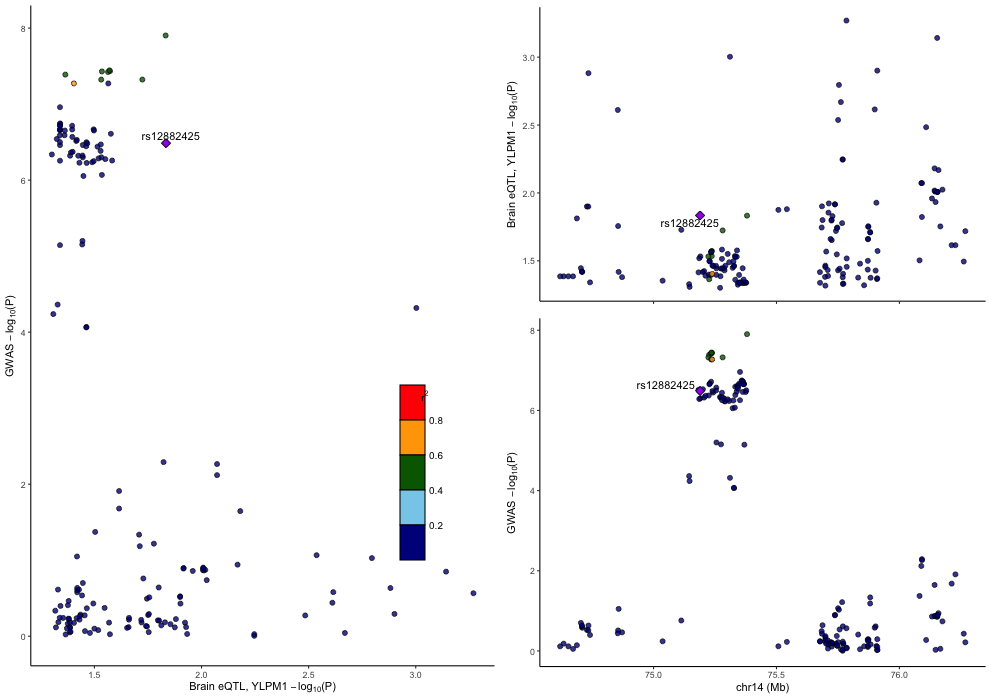 8
6
4
2
0
GWAS − log10(P)
rs12882425
r2
0.8
0.6
0.4
0.2
1.5
2.0
2.5
3.0
Brain eQTL, YLPM1 − log10(P)
3.0
2.5
2.0
1.5
Brain eQTL, YLPM1 − log10(P)
rs12882425
8
6
4
2
0
GWAS − log10(P)
rs12882425
75.0
75.5
76.0
chr14 (Mb)